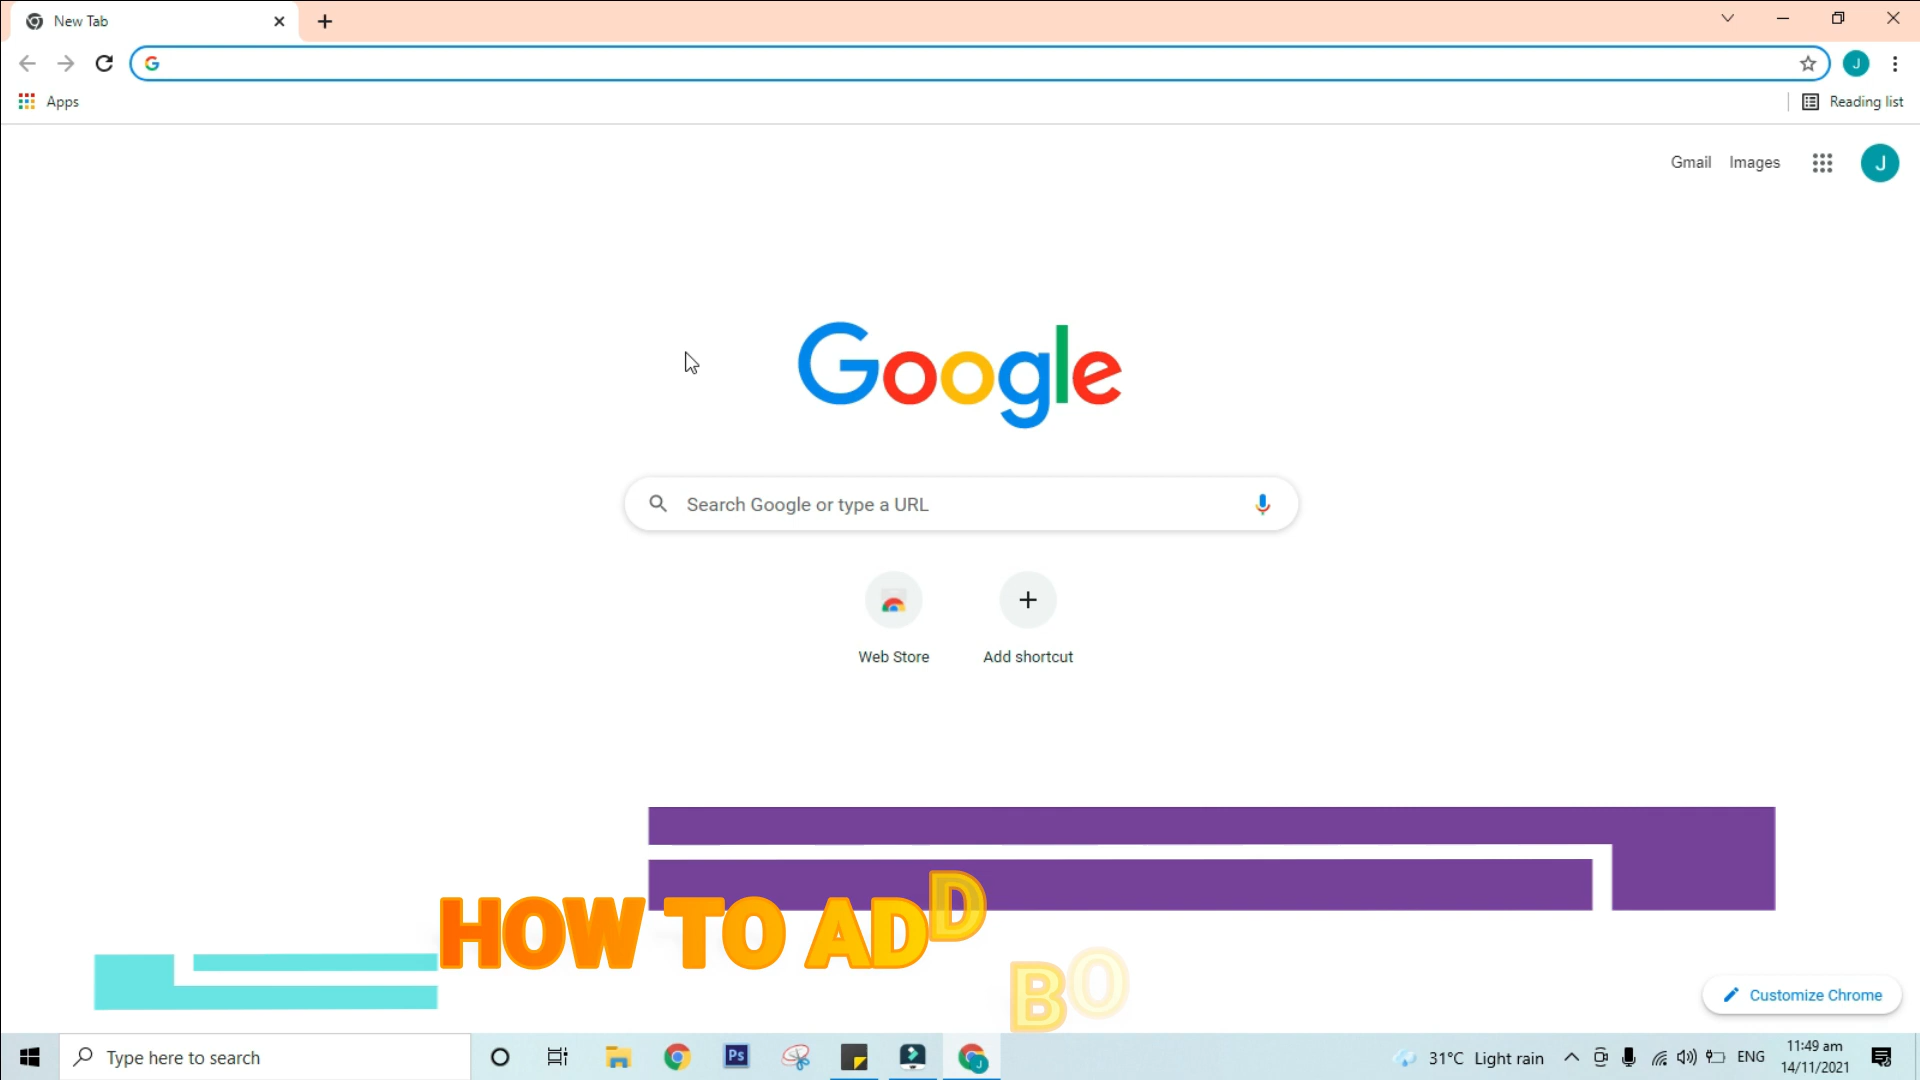 New Tab
Apps
Reading list
Gmail Images
J
J
Google
Search Google or type a URL
Web Store
Add shortcut
HOW TO ADD BO
Customize Chrome
Type here to search
Ps
31°C Light rain
ENG
11:49 am
14/11/2021